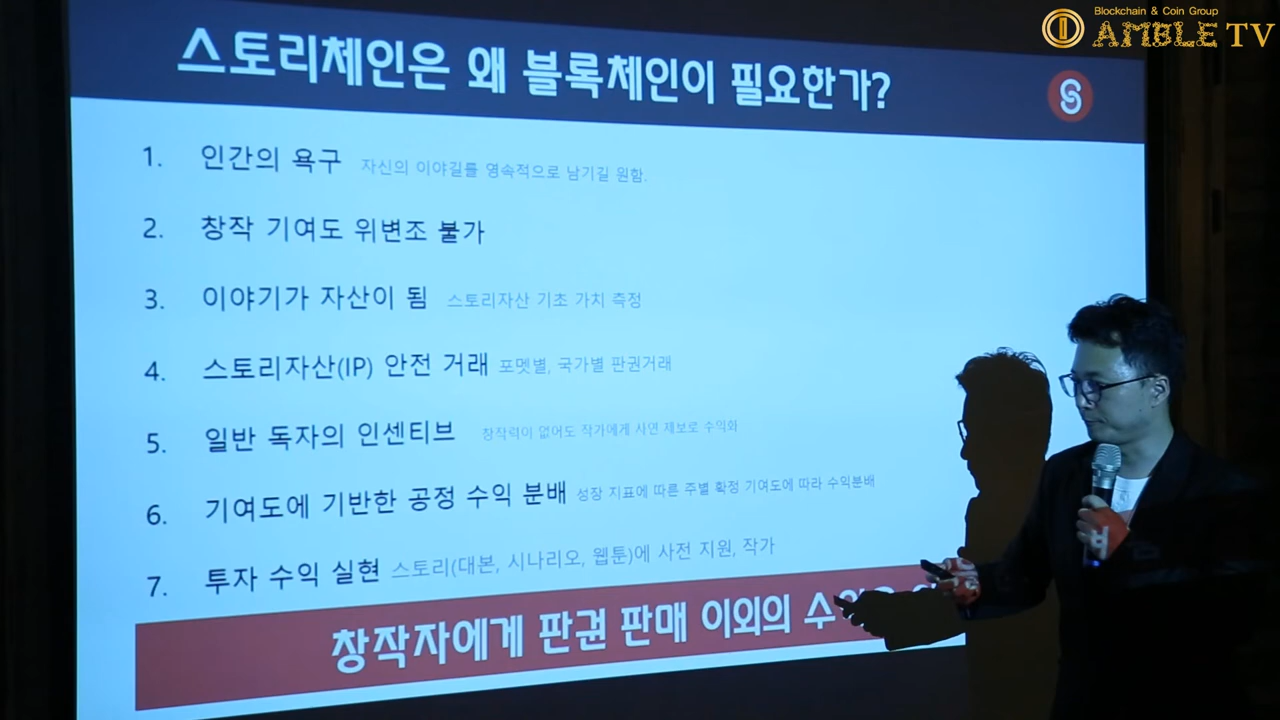 Blockchain & Coin Group
AMBLE TV
스토리체인은 왜 블록체인이 필요한가?
1. 인간의 욕구 자신의 이야길를 영속적으로 남기길 원함.
2. 창작 기여도 위변조 불가
3. 이야기가 자산이 됨 스토리자산 기초 가치 측정
4. 스토리자산(IP) 안전 거래 포멧별, 국가별 판권거래
5. 일반 독자의 인센티브 창작력이 없어도 작가에게 사연 제보로 수익화
6. 기여도에 기반한 공정 수익 분배 성장 지표에 따른 주별 확정 기여도에 따라 수익분배
7. 투자 수익 실현 스토리(대본, 시나리오, 웹툰)에 사전 지원, 작가
창작자에게 판권 판매 이외의